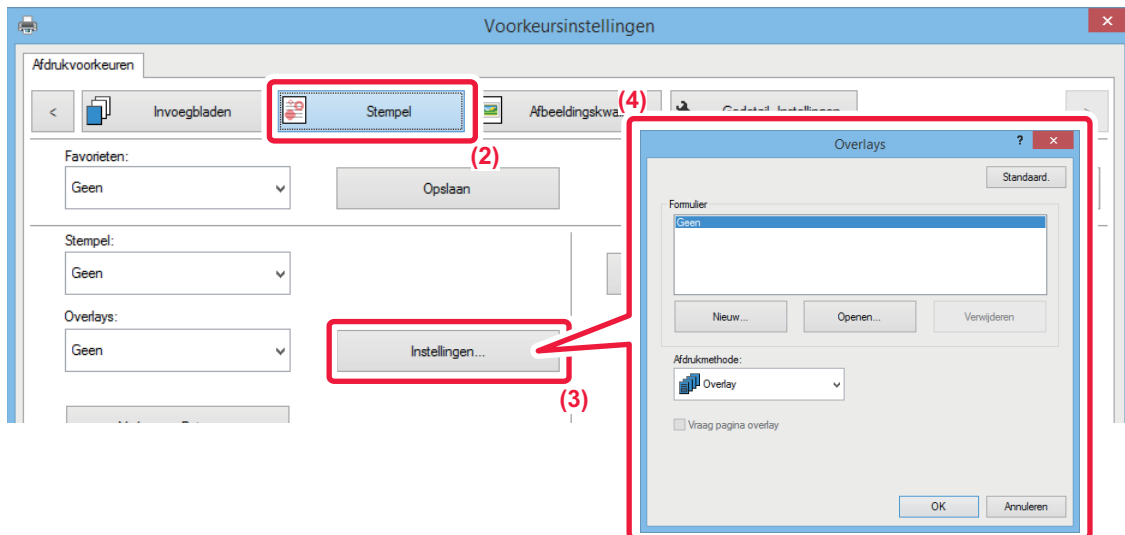 Voorkeursinstellingen
Afdrukvoorkeuren
< Invoegbladen Stempel
(2)
(4)
Favorieten:
Geen Opslaan
Stempel:
Geen
Overlays:
Geen Instellingen...
(3)
Overlays ?
Standaard.
Formulier
Geen
Nieuw... Openen... Verwijderen
Afdrukmethode:
Overlay
Vraag pagina overlay
OK Annuleren